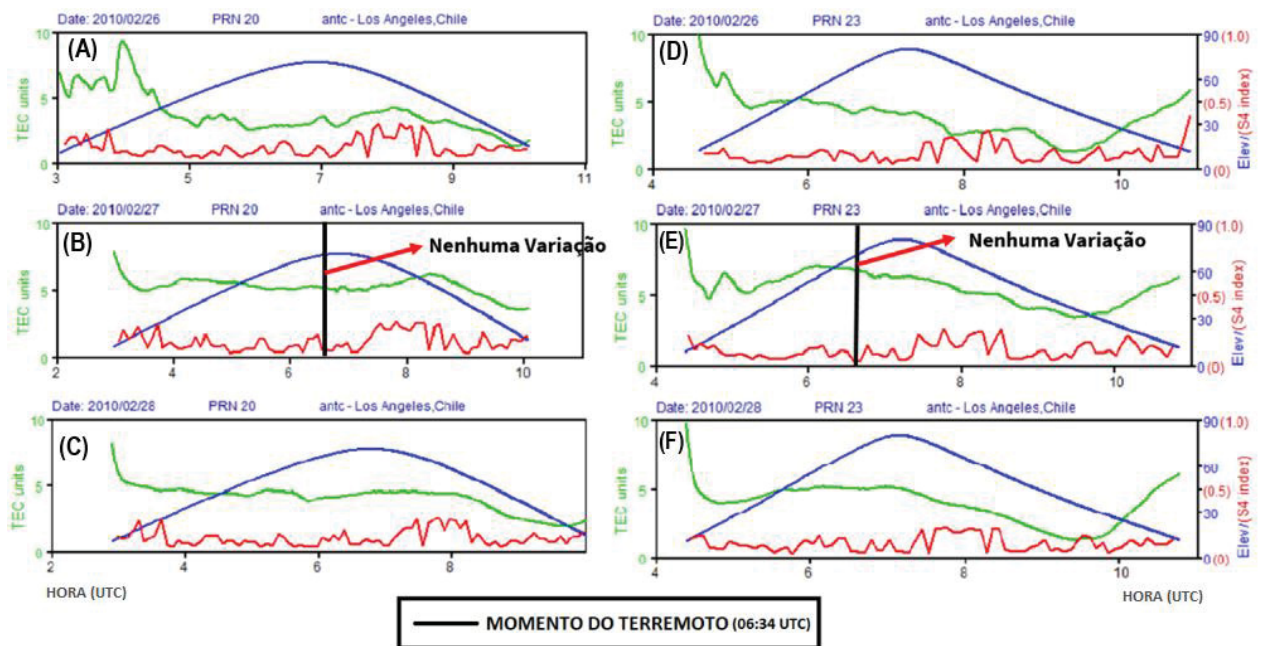 Date: 2010/02/26 PRN 20 antc - Los Angeles,Chile
(A)
10
5
0
TEC units
3 5 7 9 11
Date: 2010/02/26 PRN 23 antc - Los Angeles,Chile
(D)
10
5
0
TEC units
90 (1.0)
60
(0.5)
30
0 (0)
Elev/(S4 index)
4 6 8 10
Date: 2010/02/27 PRN 20 antc - Los Angeles,Chile
(B)
Nenhuma Variação
10
5
0
TEC units
2 4 6 8 10
Date: 2010/02/27 PRN 23 antc - Los Angeles,Chile
(E)
Nenhuma Variação
10
5
0
TEC units
90 (1.0)
60
(0.5)
30
0 (0)
Elev/(S4 index)
4 6 8 10
Date: 2010/02/28 PRN 20 antc - Los Angeles,Chile
(C)
10
5
0
TEC units
2 4 6 8
HORA (UTC)
Date: 2010/02/28 PRN 23 antc - Los Angeles,Chile
(F)
10
5
0
TEC units
90 (1.0)
60
(0.5)
30
0 (0)
Elev/(S4 index)
4 6 8 10
HORA (UTC)
MOMENTO DO TERREMOTO (06:34 UTC)